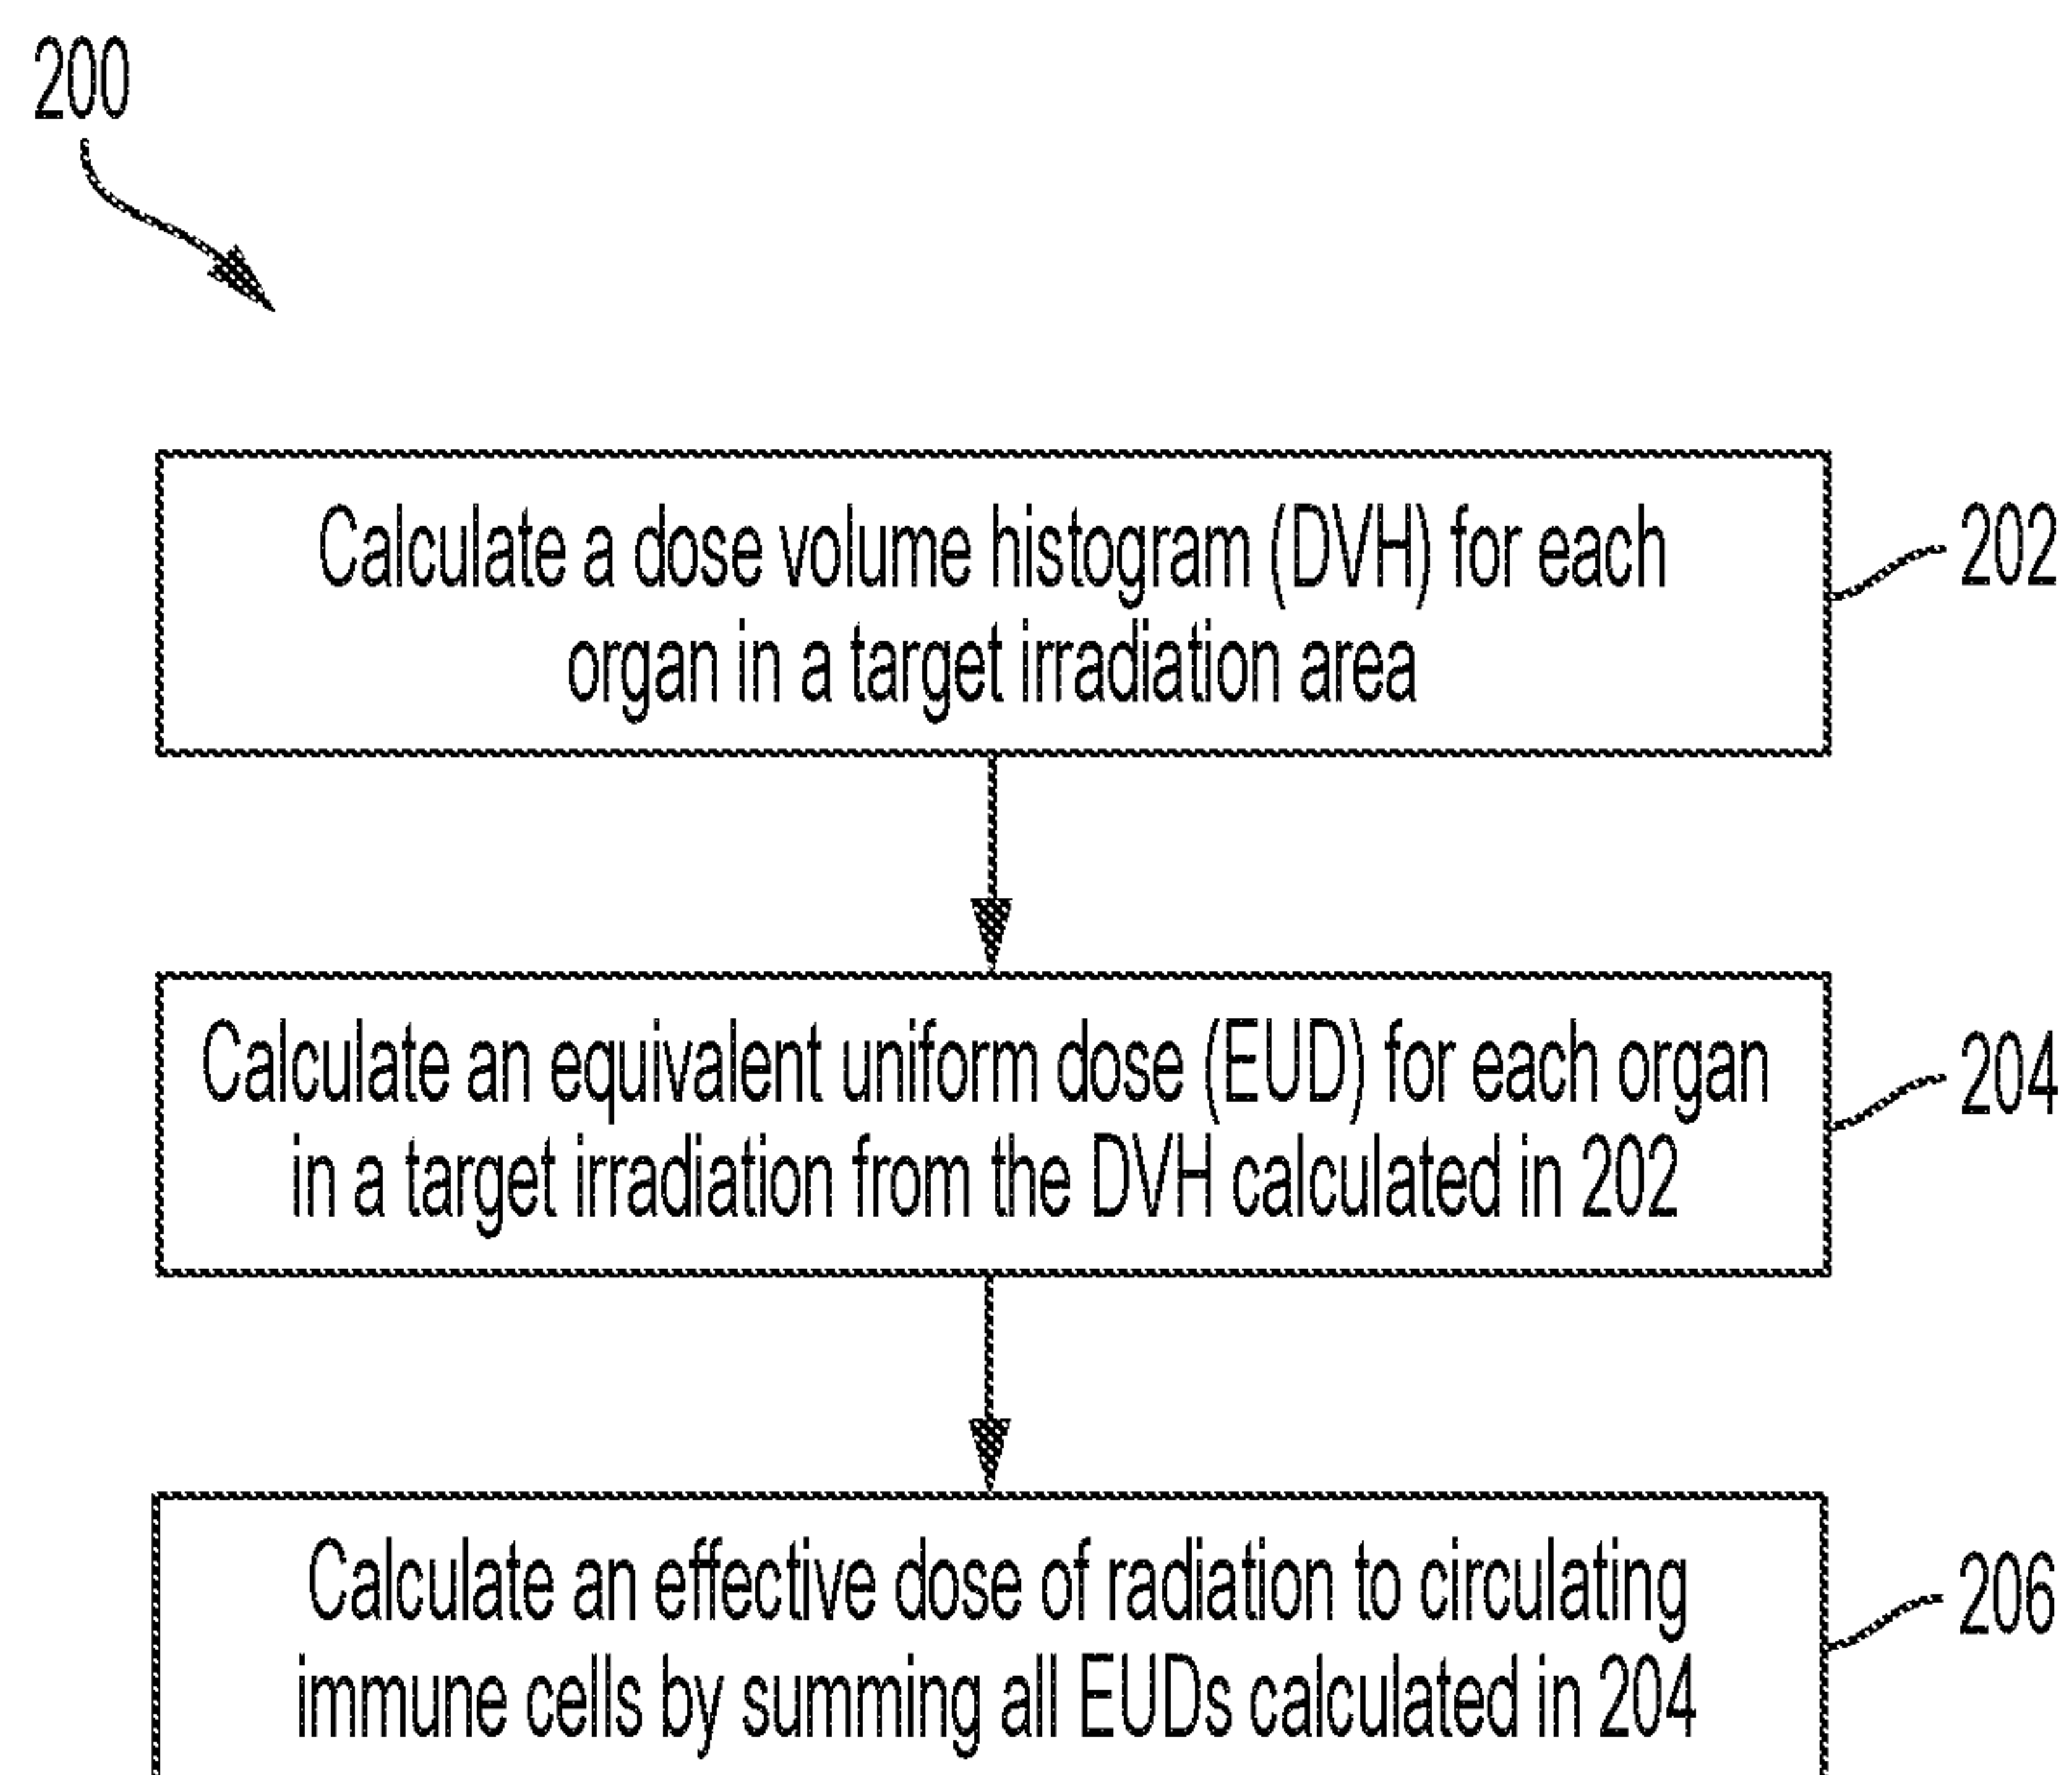 200
Calculate a dose volume histogram (DVH) for each
organ in a target irradiation area
202
Calculate an equivalent uniform dose (EUD) for each organ
in a target irradiation from the DVH calculated in 202
204
Calculate an effective dose of radiation to circulating
immune cells by summing all EUDs calculated in 204
206